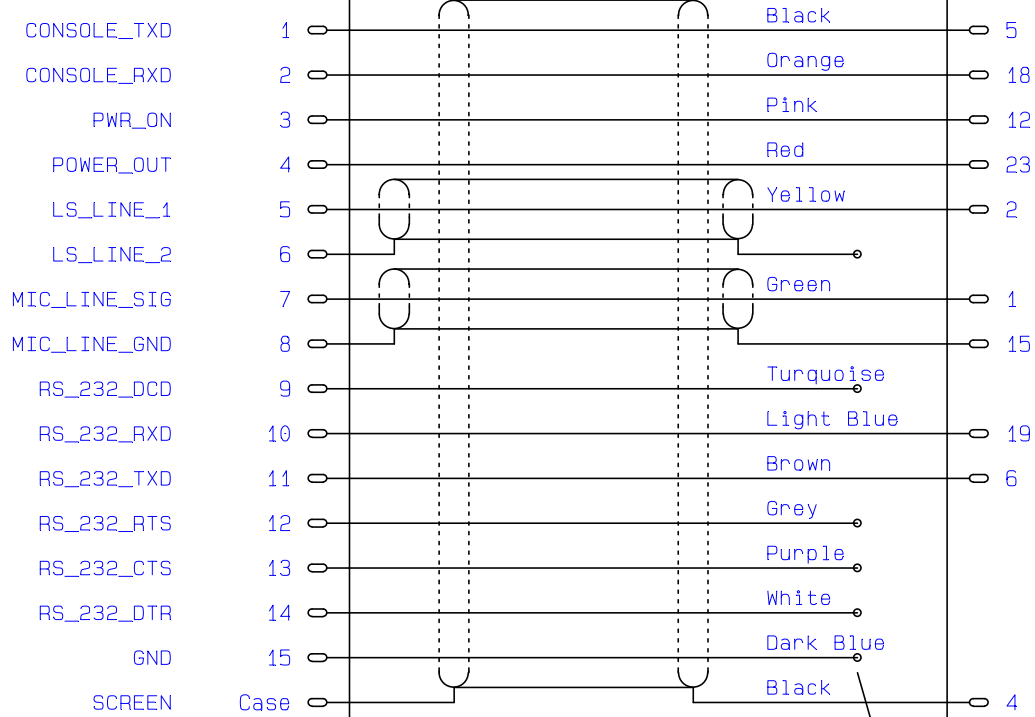 Black
CONSOLE_TXD 1 5
Orange
CONSOLE_RXD 2 18
Pink
PWR_ON 3 12
Red
POWER_OUT 4 23
Yellow
LS_LINE_1 5 2
LS_LINE_2 6
Green
MIC_LINE_SIG 7 1
MIC_LINE_GND 8 15
Turquoise
RS_232_DCD 9
Light Blue
RS_232_RXD 10 19
Brown
RS_232_TXD 11 6
Grey
RS_232_RTS 12
Purple
RS_232_CTS 13
White
RS_232_DTR 14
Dark Blue
GND 15
Black
SCREEN Case 4